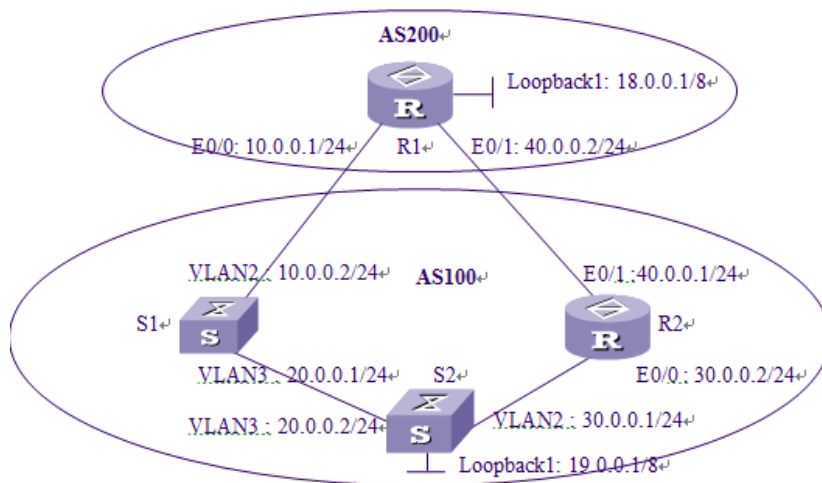 AS200↵
Loopback1: 18.0.0.1/8↵
R
E0/0: 10.0.0.1/24↵
R1↵
E0/1: 40.0.0.2/24↵
VLAN2 : 10.0.0.2/24↵
AS100↵
E0/1 :40.0.0.1/24↵
S1↵
S
R
R2↵
VLAN3 : 20.0.0.1/24↵
S2↵
E0/0 : 30.0.0.2/24↵
VLAN3 : 20.0.0.2/24↵
S
VLAN2 : 30.0.0.1/24↵
Loopback1: 19.0.0.1/8↵